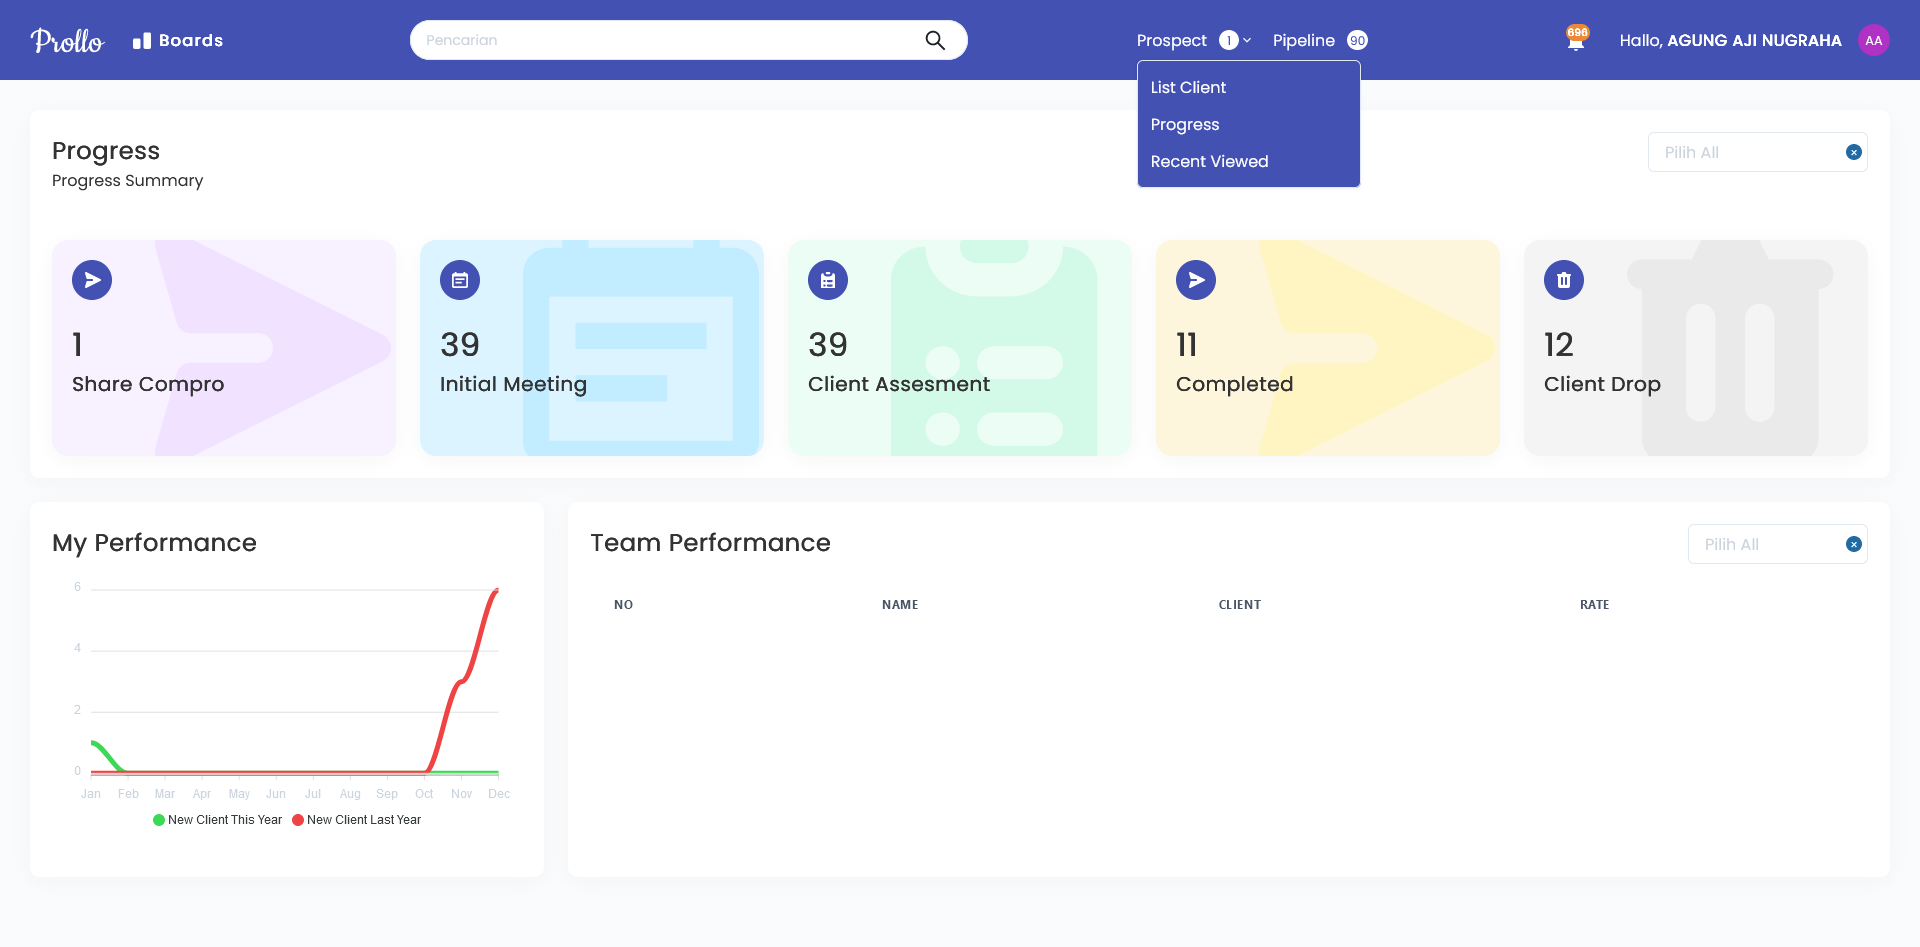 Prollo
Boards
Pencarian
Prospect 1
Pipeline 90
696
Hallo, AGUNG AJI NUGRAHA
AA
List Client
Progress
Recent Viewed
Progress
Progress Summary
Pilih All
1
Share Compro
39
Initial Meeting
39
Client Assesment
11
Completed
12
Client Drop
My Performance
6
4
2
0
Jan Feb Mar Apr May Jun Jul Aug Sep Oct Nov Dec
New Client This Year New Client Last Year
Team Performance
Pilih All
NO NAME CLIENT RATE